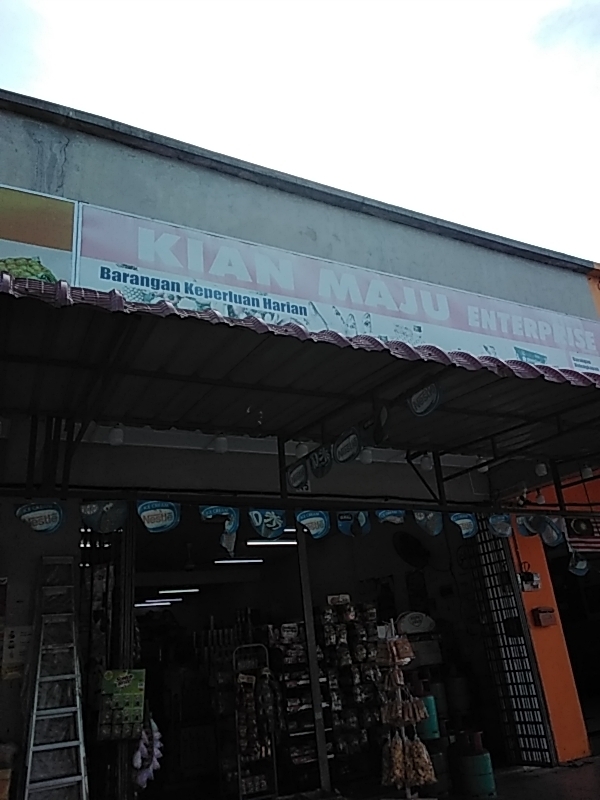 KIAN MAJU ENTERPRISE
Barangan Keperluan Harian